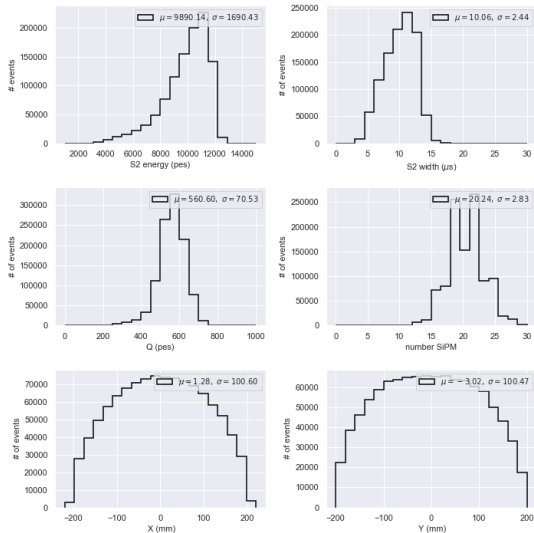 μ = 9890.14, σ = 1690.43
200000
150000
100000
50000
0
# events
2000 4000 6000 8000 10000 12000 14000
S2 energy (pes)
μ = 10.06, σ = 2.44
250000
200000
150000
100000
50000
0
# of events
0 5 10 15 20 25 30
S2 width (μs)
μ = 560.60, σ = 70.53
300000
250000
200000
150000
100000
50000
0
# of events
0 200 400 600 800 1000
Q (pes)
μ = 20.24, σ = 2.83
250000
200000
150000
100000
50000
0
# of events
0 5 10 15 20 25 30
number SiPM
μ = 1.28, σ = 100.60
70000
60000
50000
40000
30000
20000
10000
0
# of events
−200 −100 0 100 200
X (mm)
μ = −3.02, σ = 100.47
60000
50000
40000
30000
20000
10000
0
# of events
−200 −100 0 100 200
Y (mm)